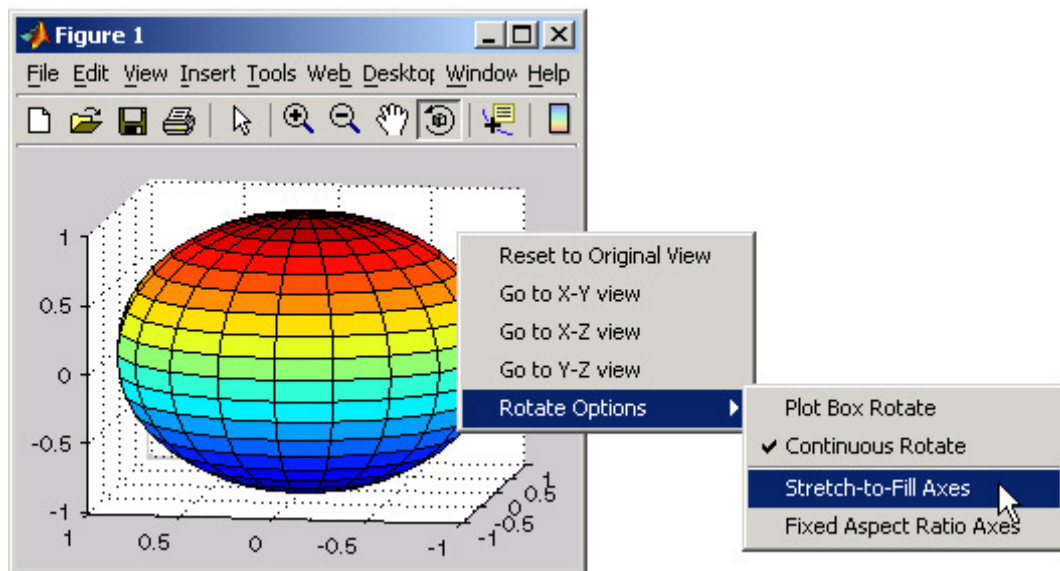 Figure 1
File Edit View Insert Tools Web Desktop Window Help
1
0.5
0
-0.5
-1
1 0.5 0 -0.5 -1
-1 -0.5 0 0.5
Reset to Original View
Go to X-Y view
Go to X-Z view
Go to Y-Z view
Rotate Options
Plot Box Rotate
Continuous Rotate
Stretch-to-Fill Axes
Fixed Aspect Ratio Axes